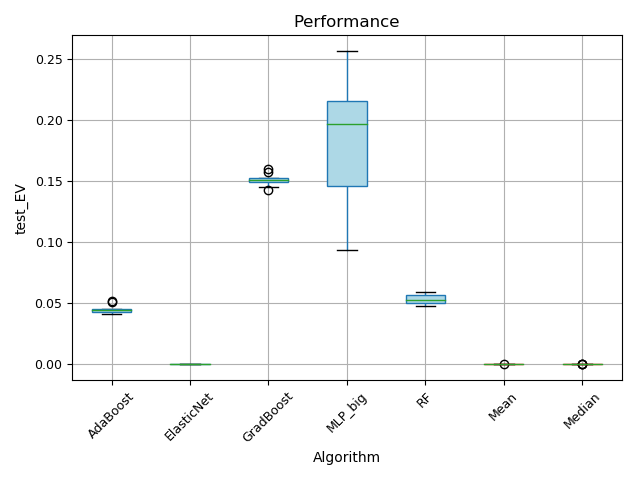 Performance
test_EV
0.25
0.20
0.15
0.10
0.05
0.00
AdaBoost
ElasticNet
GradBoost
MLP_big
RF
Mean
Median
Algorithm